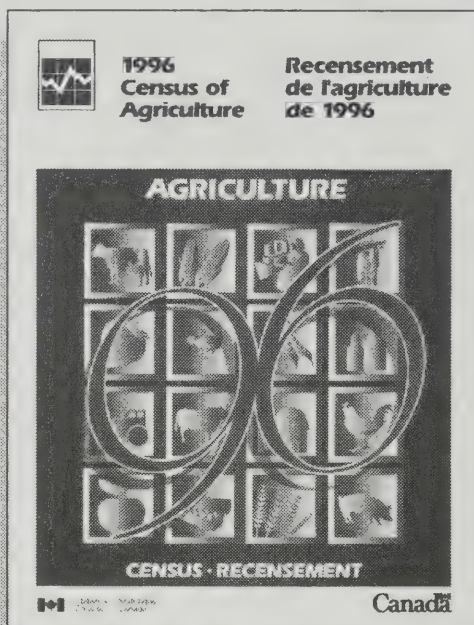 1996
Census of
Agriculture
Recensement
de l'agriculture
de 1996
AGRICULTURE
96
CENSUS • RECENSEMENT
Canada